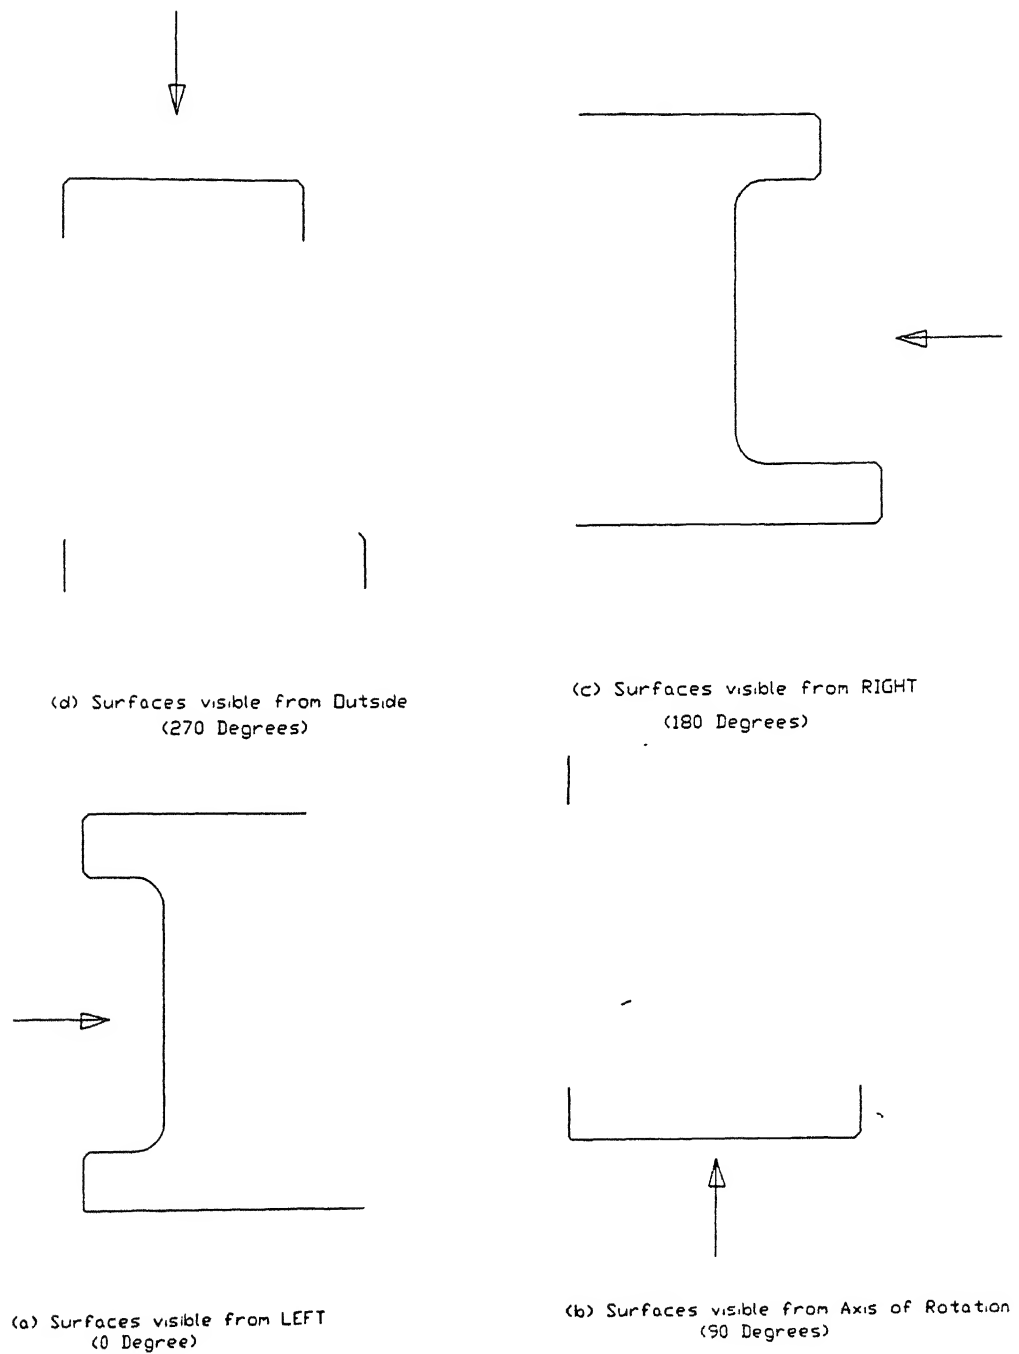 (d) Surfaces visible from Outside
(270 Degrees)
(c) Surfaces visible from RIGHT
(180 Degrees)
(a) Surfaces visible from LEFT
(0 Degree)
(b) Surfaces visible from Axis of Rotation
(90 Degrees)